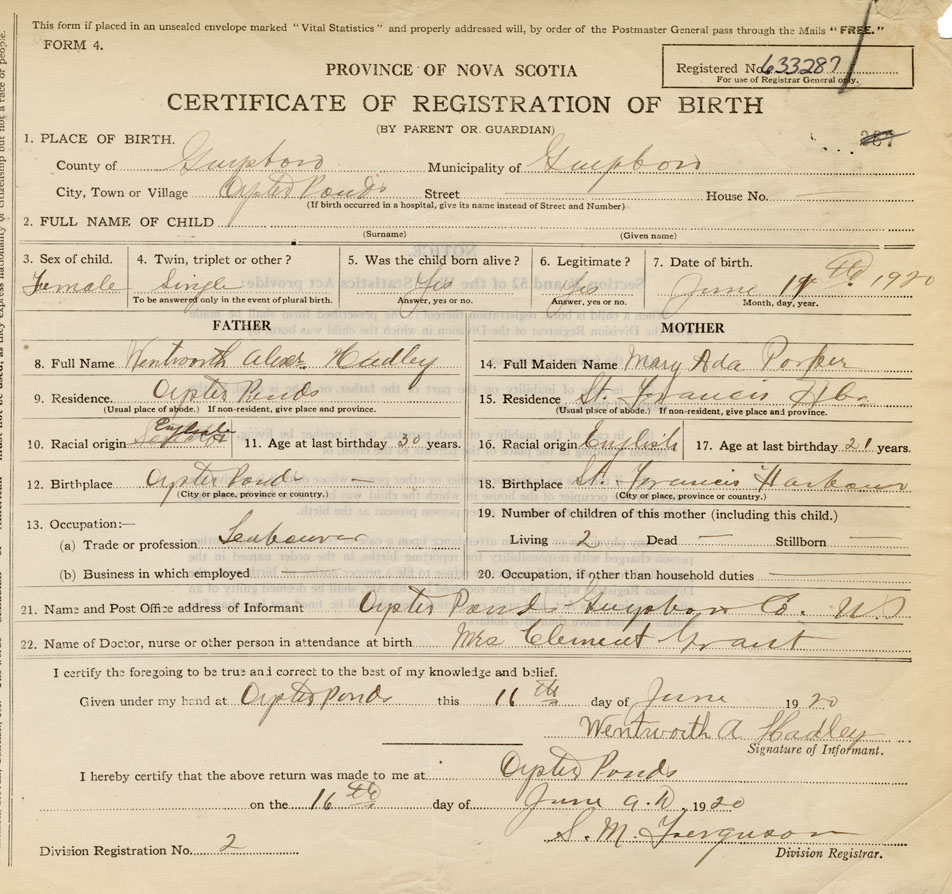 This form if placed in an unsealed envelope marked "Vital Statistics" and properly addressed will, by order of the Postmaster General pass through the Mails "FREE."
FORM 4.
PROVINCE OF NOVA SCOTIA
Registered No. 633287
For use of Registrar General only.
CERTIFICATE OF REGISTRATION OF BIRTH
(BY PARENT OR GUARDIAN)
287
1. PLACE OF BIRTH.
County of Guysboro Municipality of Guysboro
City, Town or Village Oyster Ponds Street House No.
(If birth occurred in a hospital, give its name instead of Street and Number)
2. FULL NAME OF CHILD
(Surname) (Given name)
3. Sex of child. 4. Twin, triplet or other? 5. Was the child born alive? 6. Legitimate? 7. Date of birth.
Female Single Yes Yes June 1920
To be answered only in the event of plural birth. Answer, yes or no. Answer, yes or no. Month, day, year.
FATHER MOTHER
8. Full Name Wentworth Alexr. Hadley 14. Full Maiden Name Mary Ada
9. Residence. Oyster Ponds 15. Residence St. Francis Hbr.
(Usual place of abode.) If non-resident, give place and province. (Usual place of abode.) If non-resident, give place and province.
10. Racial origin English 11. Age at last birthday 30 years. 16. Racial origin English 17. Age at last birthday 21 years.
12. Birthplace Oyster Ponds — 18. Birthplace St. Francis Harbour
(City or place, province or country.) (City or place, province or country.)
13. Occupation:— 19. Number of children of this mother (including this child.)
(a) Trade or profession Living 2 Dead — Stillborn —
(b) Business in which employed 20. Occupation, if other than household duties
21. Name and Post Office address of Informant Oyster Ponds Guysboro Co. N.S
22. Name of Doctor, nurse or other person in attendance at birth Mrs Clement Grant
I certify the foregoing to be true and correct to the best of my knowledge and belief.
Given under my hand at Oyster Ponds this 16th day of June 1920
Wentworth A Hadley
Signature of Informant.
I hereby certify that the above return was made to me at Oyster Ponds
on the 16th day of June A.D. 1920
S. M. Ferguson
Division Registration No. 2 Division Registrar.